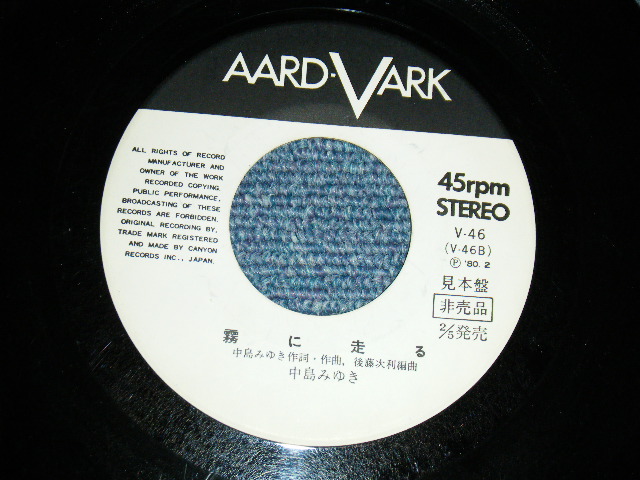 AARD-VARK
ALL RIGHTS OF RECORD
MANUFACTURER AND
OWNER OF THE WORK
RECORDED COPYING,
PUBLIC PERFORMANCE,
BROADCASTING OF THESE
RECORDS ARE FORBIDDEN.
ORIGINAL RECORDING BY,
TRADE MARK REGISTERED
AND MADE BY CANYON
RECORDS INC., JAPAN.
45rpm
STEREO
V-46
(V-46B)
Ⓟ '80. 2
見本盤
非売品
2/5発売
霧に走る
中島みゆき作詞・作曲, 後藤次利編曲
中島みゆき